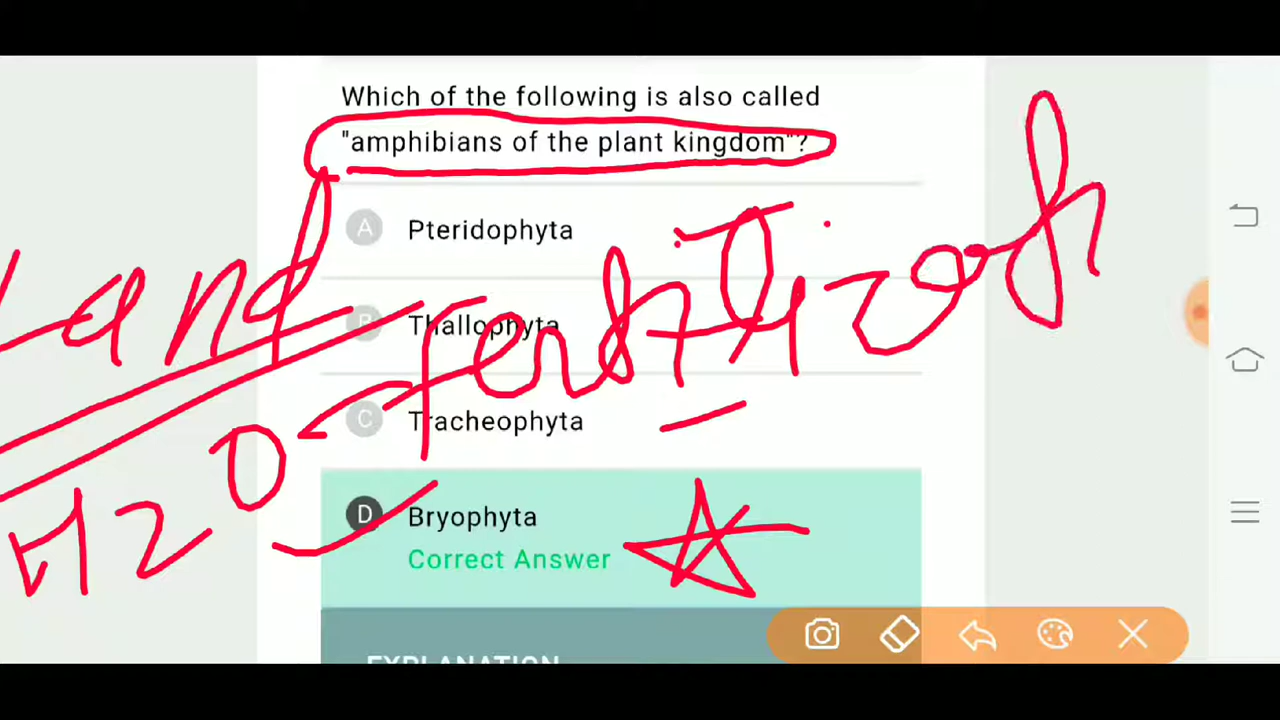 Which of the following is also called
"amphibians of the plant kingdom"?
A Pteridophyta
B Thallophyta
C Tracheophyta
D Bryophyta
Correct Answer
EXPLANATION
Land
H2O